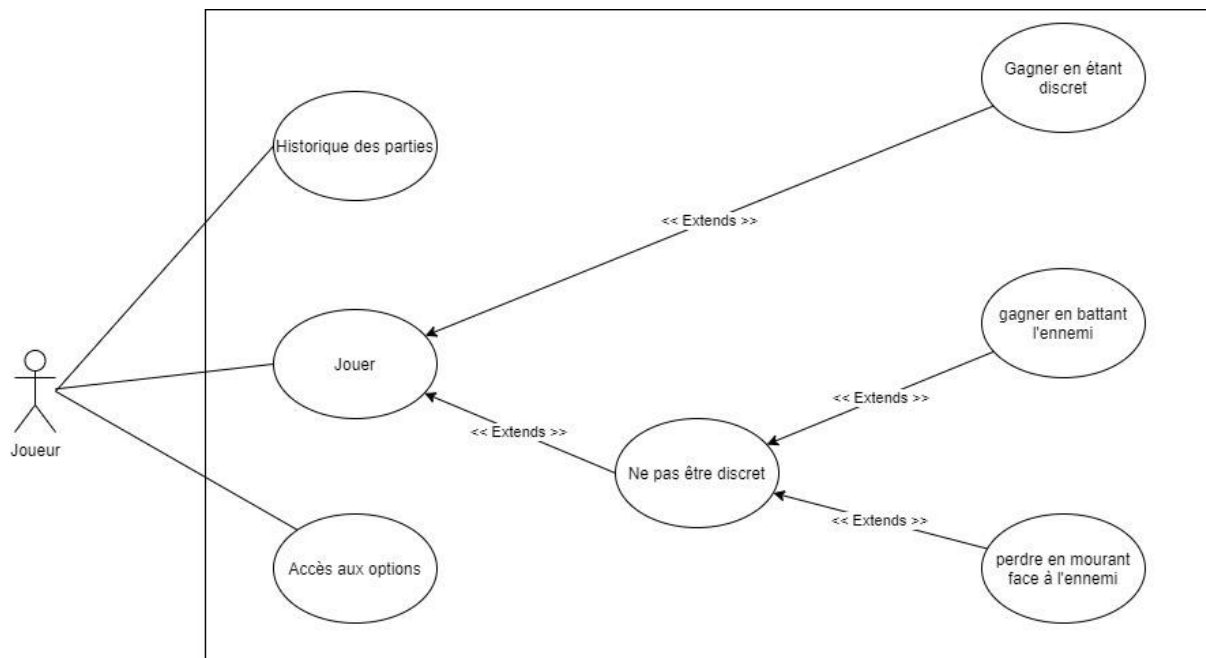 Gagner en étant
discret
Historique des parties
<< Extends >>
gagner en battant
l'ennemi
Jouer
<< Extends >>
<< Extends >>
Joueur
Ne pas être discret
<< Extends >>
Accès aux options
perdre en mourant
face à l'ennemi